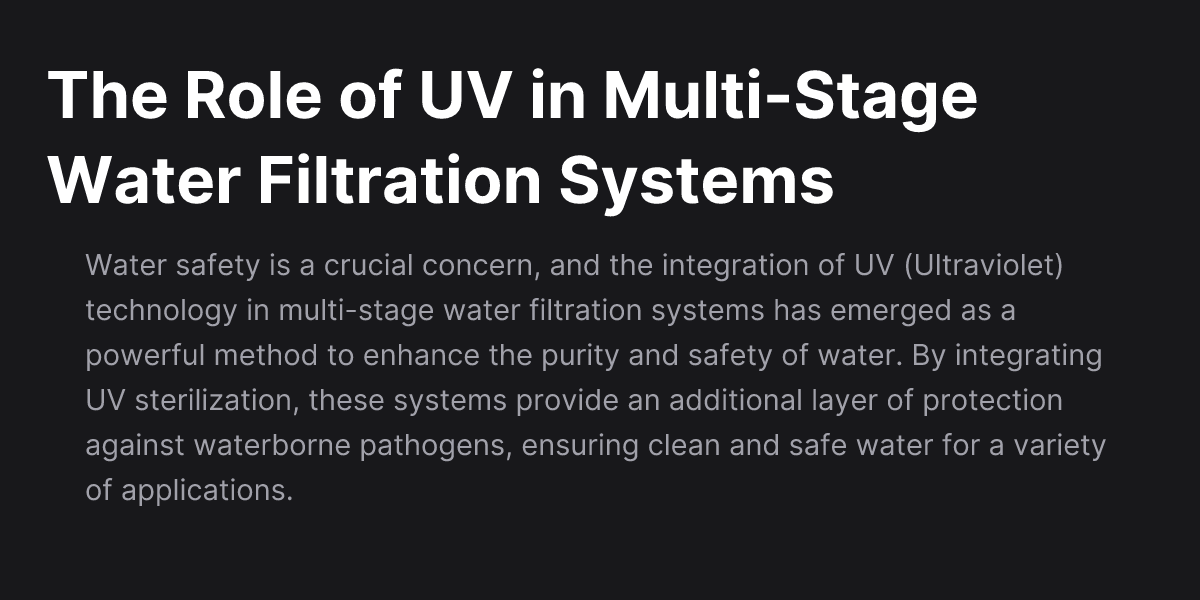 The Role of UV in Multi-Stage
Water Filtration Systems
Water safety is a crucial concern, and the integration of UV (Ultraviolet)
technology in multi-stage water filtration systems has emerged as a
powerful method to enhance the purity and safety of water. By integrating
UV sterilization, these systems provide an additional layer of protection
against waterborne pathogens, ensuring clean and safe water for a variety
of applications.